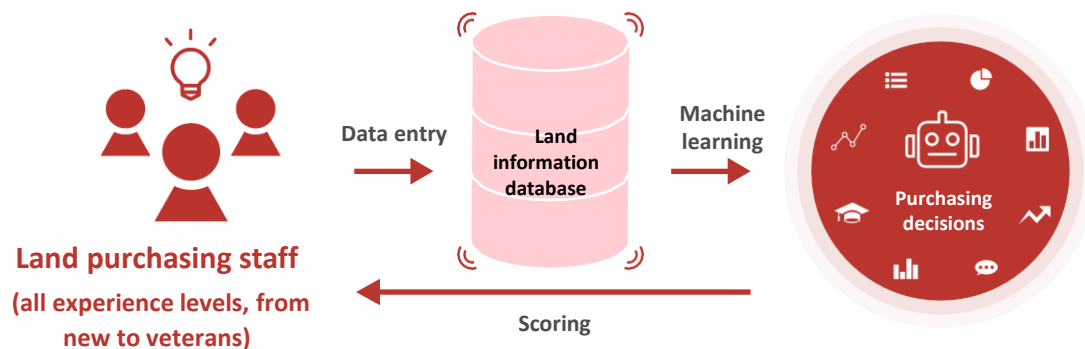 Land purchasing staff
(all experience levels, from
new to veterans)
Data entry
Land
information
database
Machine
learning
Purchasing
decisions
Scoring